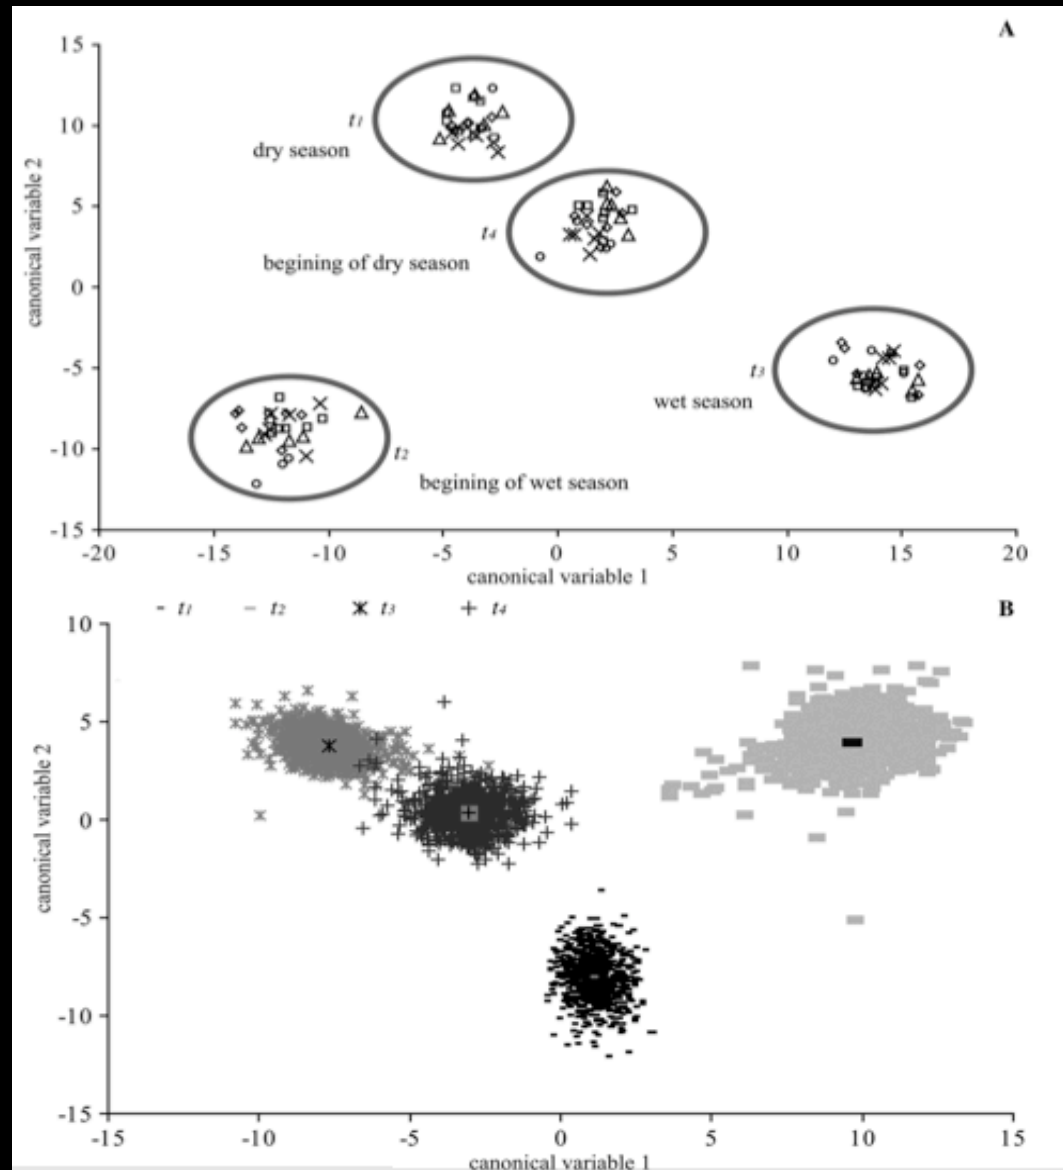 A
15
10
5
0
-5
-10
-15
canonical variable 2
t1
dry season
t4
begining of dry season
t3
wet season
t2
begining of wet season
-20 -15 -10 -5 0 5 10 15 20
canonical variable 1
t1 t2 t3 t4 B
10
5
0
-5
-10
-15
canonical variable 2
-15 -10 -5 0 5 10 15
canonical variable 1